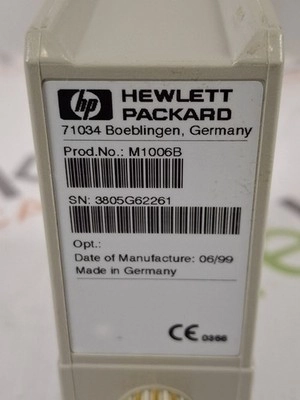 hp HEWLETT
PACKARD
71034 Boeblingen, Germany
Prod.No.: M1006B
SN: 3805G62261
Opt.:
Date of Manufacture: 06/99
Made in Germany
CE 0366